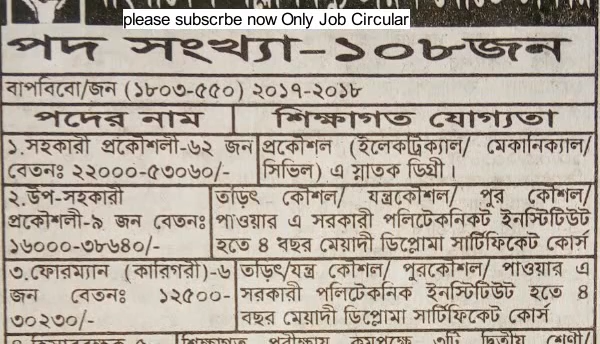 please subscrbe now Only Job Circular
পদ সংখ্যা-১০৮জন
বাপবিবো/জন (১৮০৩-৫৫০) ২০১৭-২০১৮
পদের নাম
শিক্ষাগত যোগ্যতা
১.সহকারী প্রকৌশলী-৬২ জন
বেতন: ২২০০০-৫৩০৬০/-
প্রকৌশল (ইলেকট্রিক্যাল/ মেকানিক্যাল/
সিভিল) এ স্নাতক ডিগ্রী।
২.উপ-সহকারী
প্রকৌশলী-৯ জন বেতনঃ
১৬০০০-৩৮৬৪০/-
তড়িৎ কৌশল/ যন্ত্রকৌশল/ পুর কৌশল/
পাওয়ার এ সরকারী পলিটেকনিকট ইনস্টিটিউট
হতে ৪ বছর মেয়াদী ডিপ্লোমা সার্টিফিকেট কোর্স
৩.ফোরম্যান (কারিগরী)-৬
জন বেতনঃ ১২৫০০-
৩০২৩০/-
তড়িৎ/যন্ত্র কৌশল/ পুরকৌশল/ পাওয়ার এ
সরকারী পলিটেকনিক ইনস্টিটিউট হতে ৪
বছর মেয়াদী ডিপ্লোমা সার্টিফিকেট কোর্স